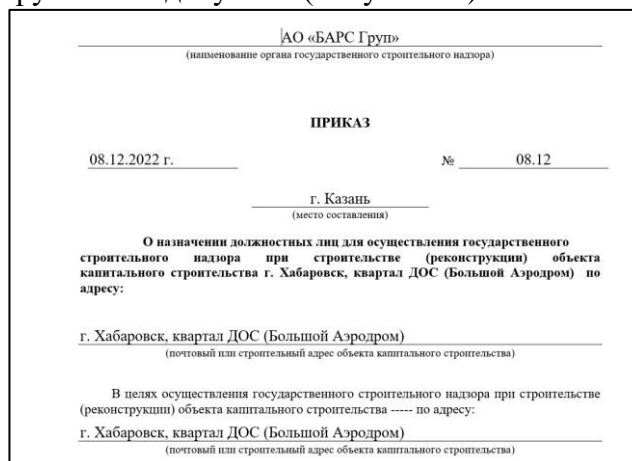 АО «БАРС Груп»
(наименование органа государственного строительного надзора)
ПРИКАЗ
08.12.2022 г. № 08.12
г. Казань
(место составления)
О назначении должностных лиц для осуществления государственного
строительного надзора при строительстве (реконструкции) объекта
капитального строительства г. Хабаровск, квартал ДОС (Большой Аэродром) по
адресу:
г. Хабаровск, квартал ДОС (Большой Аэродром)
(почтовый или строительный адрес объекта капитального строительства)
В целях осуществления государственного строительного надзора при строительстве
(реконструкции) объекта капитального строительства ----- по адресу:
г. Хабаровск, квартал ДОС (Большой Аэродром)
(почтовый или строительный адрес объекта капитального строительства)